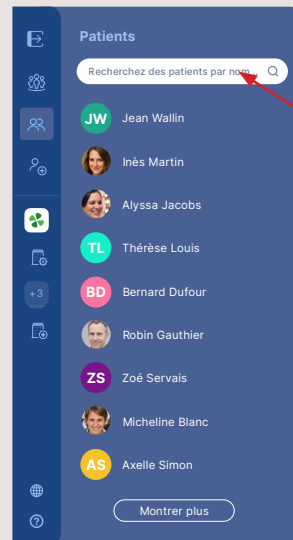 Patients
Recherchez des patients par nom...
JW Jean Wallin
Inès Martin
Alyssa Jacobs
TL Thérèse Louis
BD Bernard Dufour
+3
Robin Gauthier
ZS Zoé Servais
Micheline Blanc
AS Axelle Simon
Montrer plus